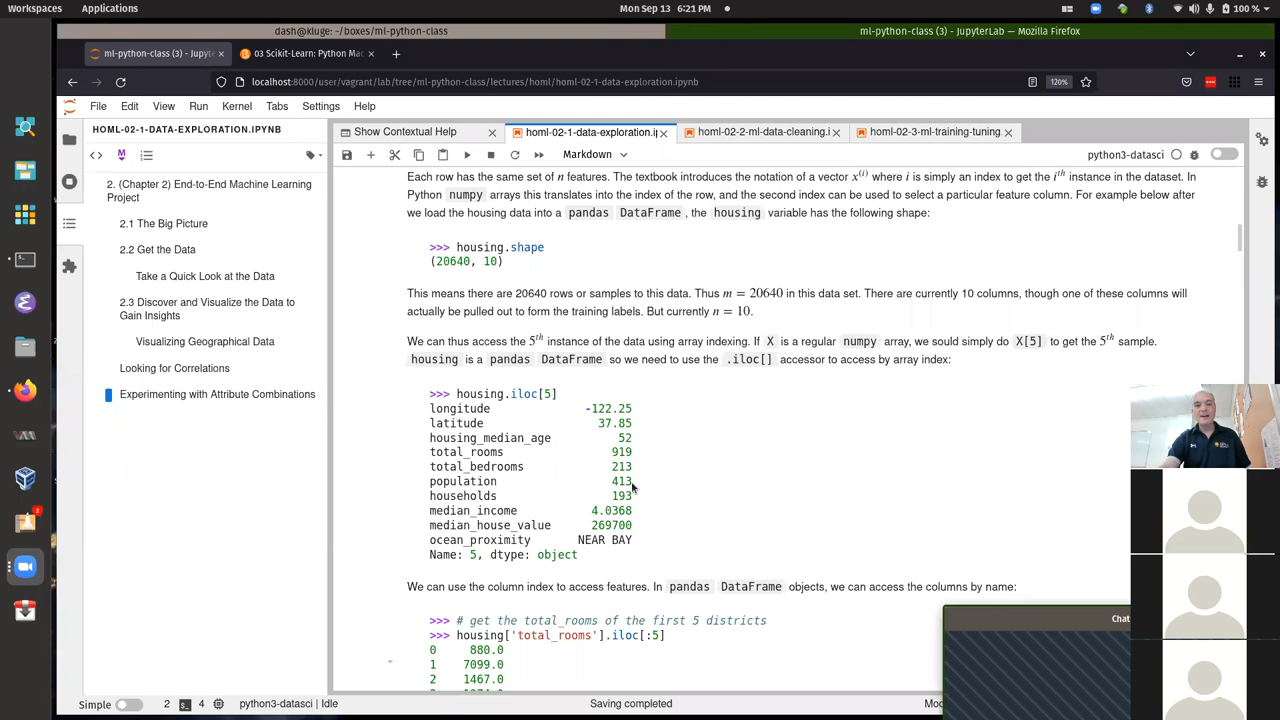 Workspaces Applications Mon Sep 13 6:21 PM 100 %
dash@kluge: ~/boxes/ml-python-class ml-python-class (3) - JupyterLab — Mozilla Firefox
ml-python-class (3) - Jupyte 03 Scikit-Learn: Python Mac
localhost:8000/user/vagrant/lab/tree/ml-python-class/lectures/homl/homl-02-1-data-exploration.ipynb 120%
File Edit View Run Kernel Tabs Settings Help
HOML-02-1-DATA-EXPLORATION.IPYNB
2. (Chapter 2) End-to-End Machine Learning
Project
2.1 The Big Picture
2.2 Get the Data
Take a Quick Look at the Data
2.3 Discover and Visualize the Data to
Gain Insights
Visualizing Geographical Data
Looking for Correlations
Experimenting with Attribute Combinations
Show Contextual Help homl-02-1-data-exploration.ip homl-02-2-ml-data-cleaning.i homl-02-3-ml-training-tuning.
Markdown python3-datasci
Each row has the same set of n features. The textbook introduces the notation of a vector x^(i) where i is simply an index to get the i^th instance in the dataset. In
Python numpy arrays this translates into the index of the row, and the second index can be used to select a particular feature column. For example below after
we load the housing data into a pandas DataFrame , the housing variable has the following shape:
>>> housing.shape
(20640, 10)
This means there are 20640 rows or samples to this data. Thus m = 20640 in this data set. There are currently 10 columns, though one of these columns will
actually be pulled out to form the training labels. But currently n = 10.
We can thus access the 5^th instance of the data using array indexing. If X is a regular numpy array, we sould simply do X[5] to get the 5^th sample.
housing is a pandas DataFrame so we need to use the .iloc[] accessor to access by array index:
>>> housing.iloc[5]
longitude -122.25
latitude 37.85
housing_median_age 52
total_rooms 919
total_bedrooms 213
population 413
households 193
median_income 4.0368
median_house_value 269700
ocean_proximity NEAR BAY
Name: 5, dtype: object
We can use the column index to access features. In pandas DataFrame objects, we can access the columns by name:
>>> # get the total_rooms of the first 5 districts
>>> housing['total_rooms'].iloc[:5]
0 880.0
1 7099.0
2 1467.0
Chat
Simple 2 4 python3-datasci | Idle Saving completed Mod